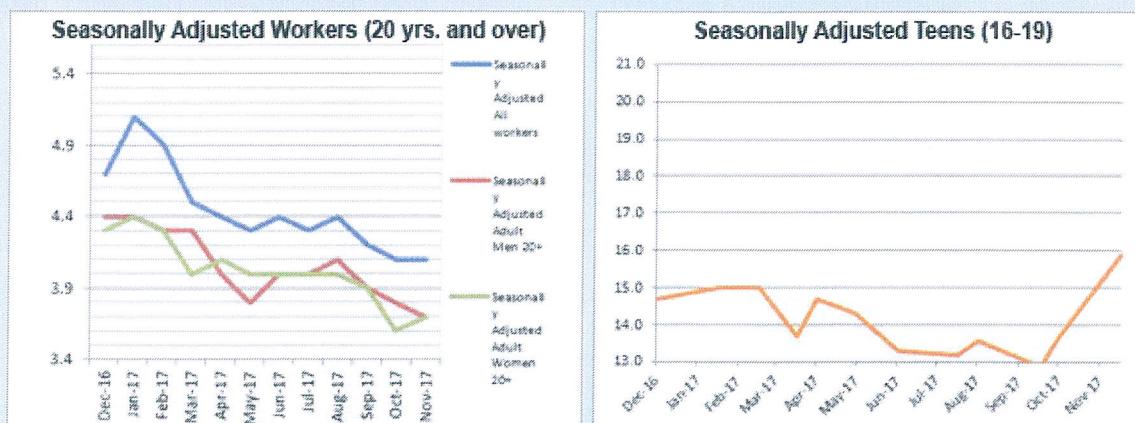 Seasonally Adjusted Workers (20 yrs. and over)
5.4
4.9
4.4
3.9
3.4
Dec-16
Jan-17
Feb-17
Mar-17
Apr-17
May-17
Jun-17
Jul-17
Aug-17
Sep-17
Oct-17
Nov-17
Seasonall
y
Adjusted
All
workers
Seasonall
y
Adjusted
Adult
Men 20+
Seasonall
y
Adjusted
Adult
Women
20+
Seasonally Adjusted Teens (16-19)
21.0
20.0
19.0
18.0
17.0
16.0
15.0
14.0
13.0
Dec-16
Jan-17
Feb-17
Mar-17
Apr-17
May-17
Jun-17
Jul-17
Aug-17
Sep-17
Oct-17
Nov-17